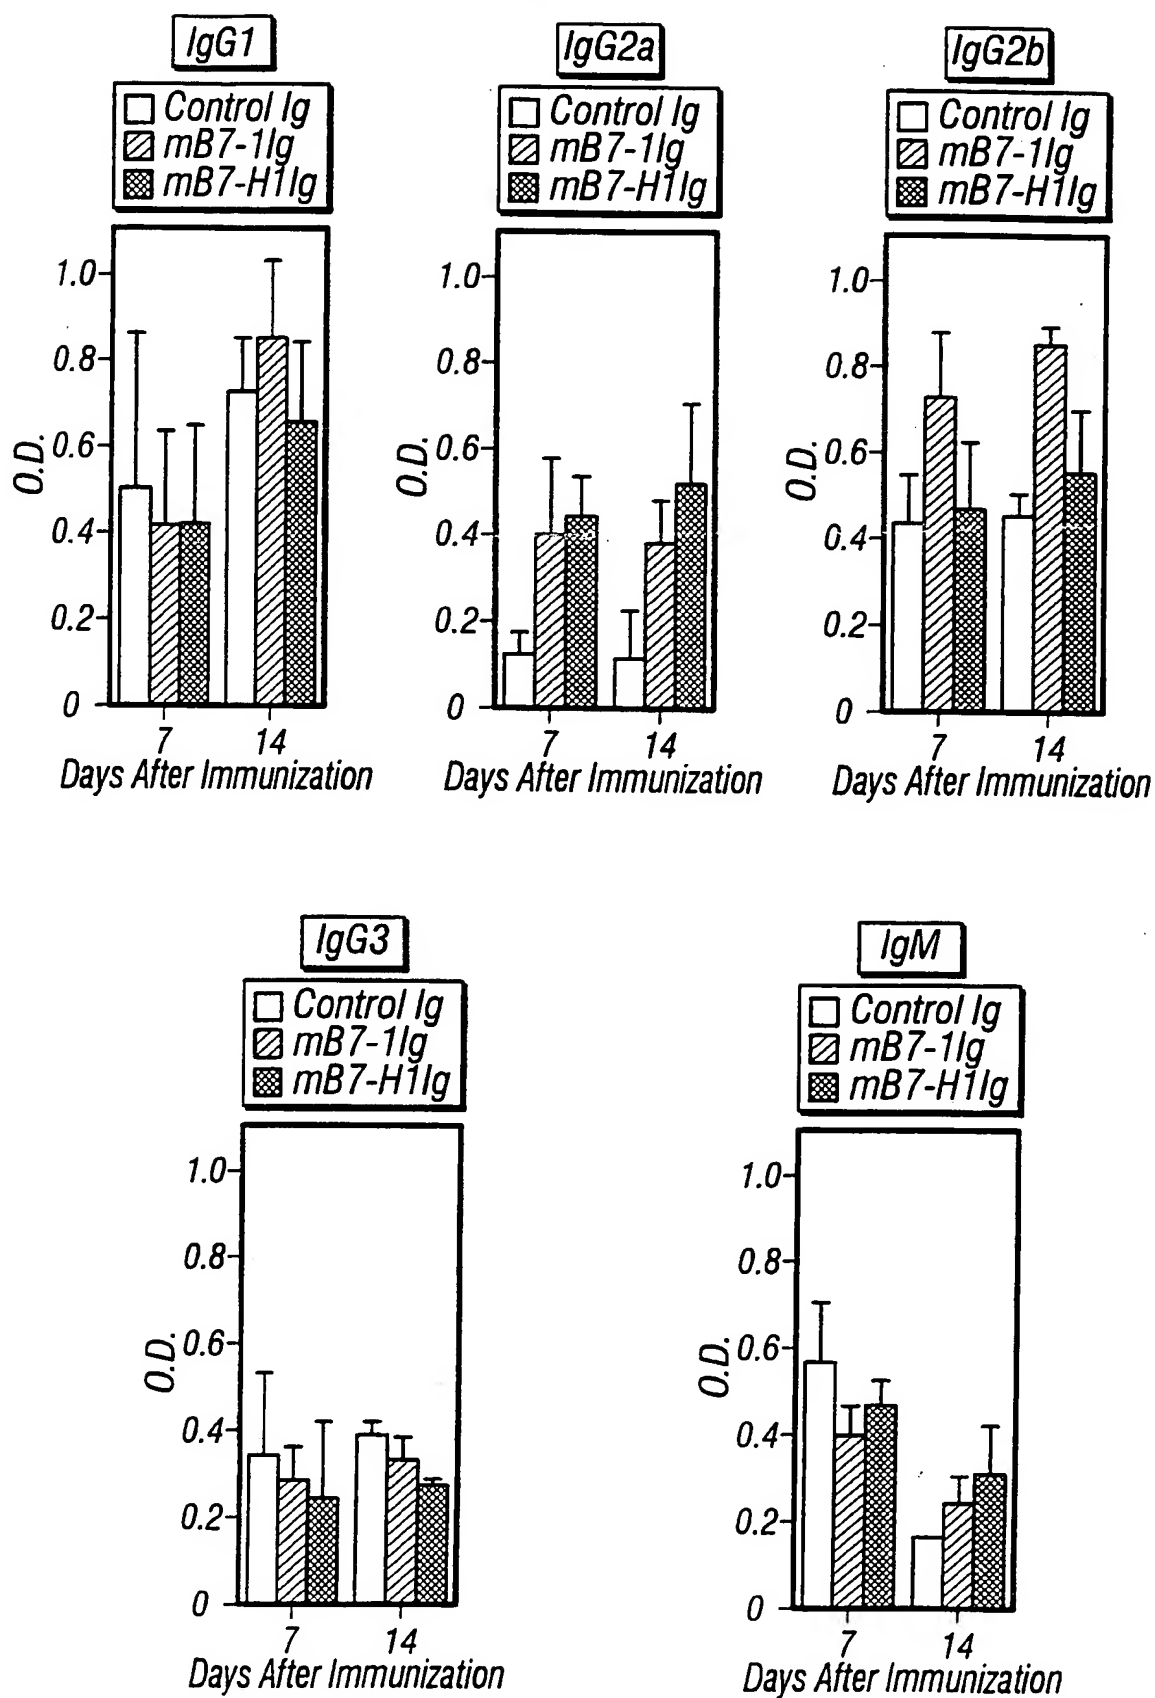 IgG1
Control Ig
mB7-1Ig
mB7-H1Ig
1.0
0.8
0.6
0.4
0.2
0
O.D.
7 14
Days After Immunization
IgG2a
Control Ig
mB7-1Ig
mB7-H1Ig
1.0
0.8
0.6
0.4
0.2
0
O.D.
7 14
Days After Immunization
IgG2b
Control Ig
mB7-1Ig
mB7-H1Ig
1.0
0.8
0.6
0.4
0.2
0
O.D.
7 14
Days After Immunization
IgG3
Control Ig
mB7-1Ig
mB7-H1Ig
1.0
0.8
0.6
0.4
0.2
0
O.D.
7 14
Days After Immunization
IgM
Control Ig
mB7-1Ig
mB7-H1Ig
1.0
0.8
0.6
0.4
0.2
0
O.D.
7 14
Days After Immunization